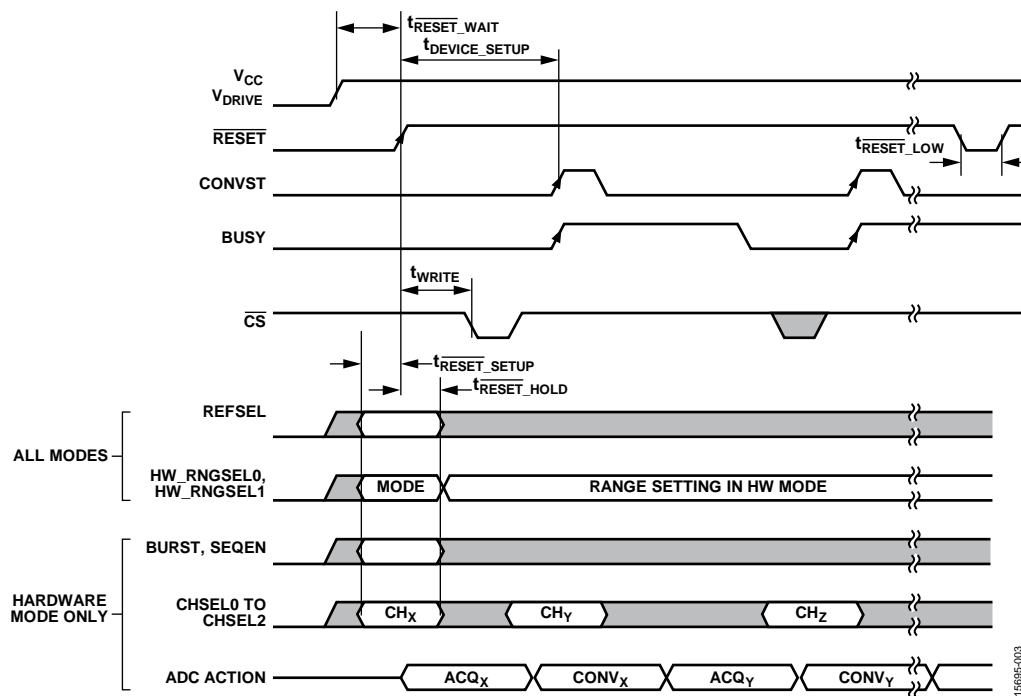 tRESET_WAIT
tDEVICE_SETUP
VCC
VDRIVE
RESET
tRESET_LOW
CONVST
BUSY
tWRITE
CS
tRESET_SETUP
tRESET_HOLD
REFSEL
ALL MODES
HW_RNGSEL0,
HW_RNGSEL1
MODE
RANGE SETTING IN HW MODE
BURST, SEQEN
HARDWARE
MODE ONLY
CHSEL0 TO
CHSEL2
CHX
CHY
CHZ
ADC ACTION
ACQX
CONVX
ACQY
CONVY
15695-003